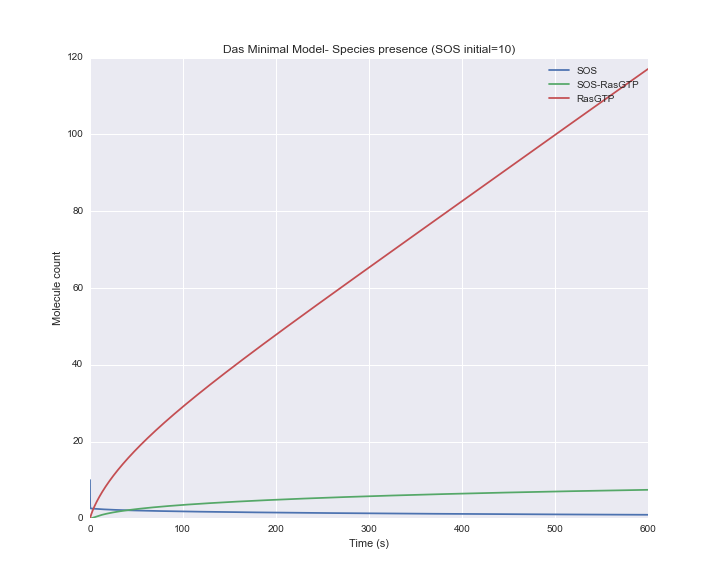 Das Minimal Model- Species presence (SOS initial=10)
120
100
80
60
40
20
0
Molecule count
SOS
SOS-RasGTP
RasGTP
0 100 200 300 400 500 600
Time (s)